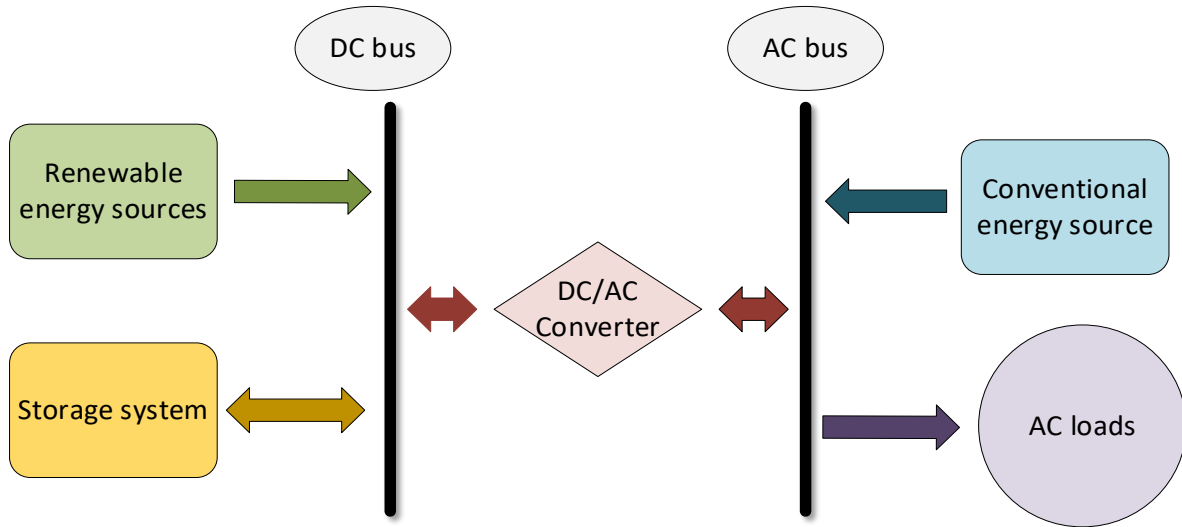 DC bus
AC bus
Renewable
energy sources
Conventional
energy source
DC/AC
Converter
Storage system
AC loads